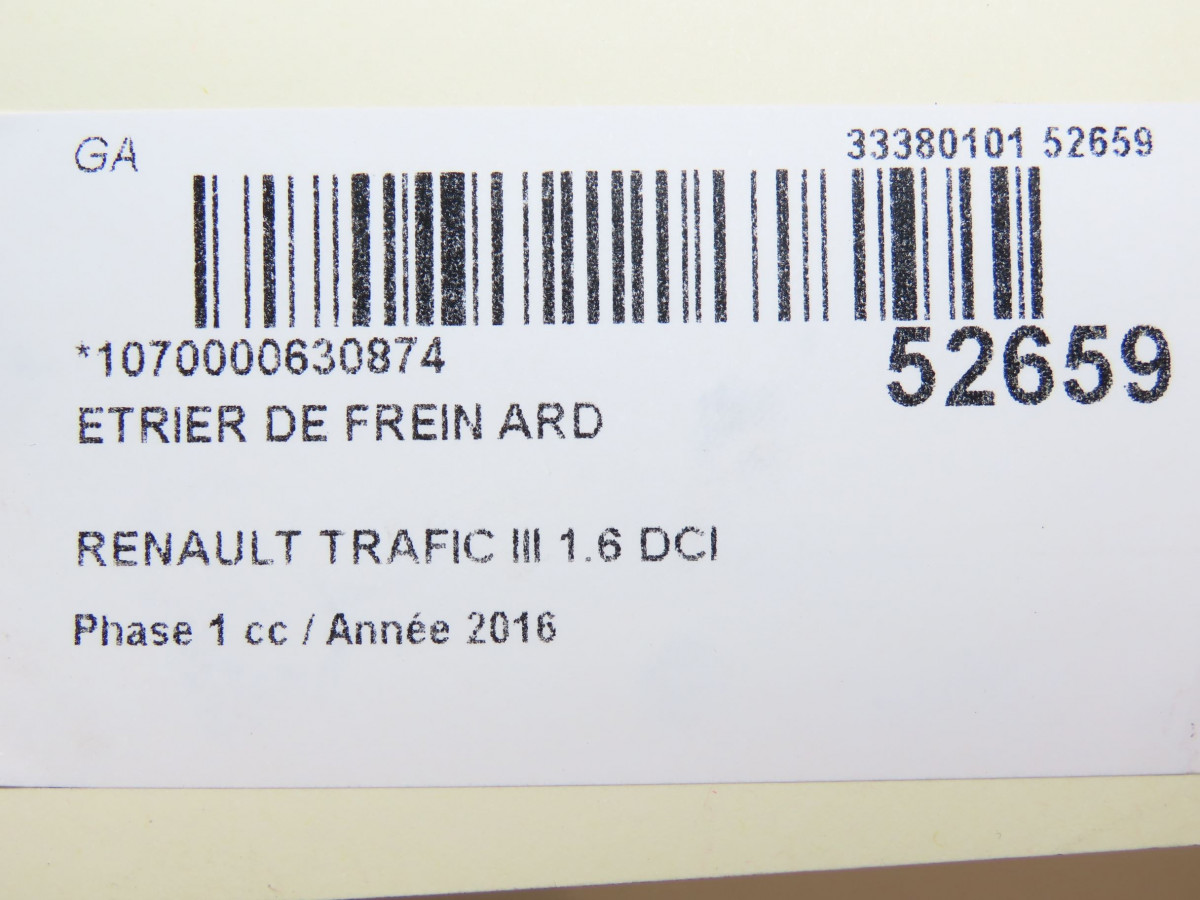 GA
33380101 52659
*1070000630874
52659
ETRIER DE FREIN ARD
RENAULT TRAFIC III 1.6 DCI
Phase 1 cc / Année 2016